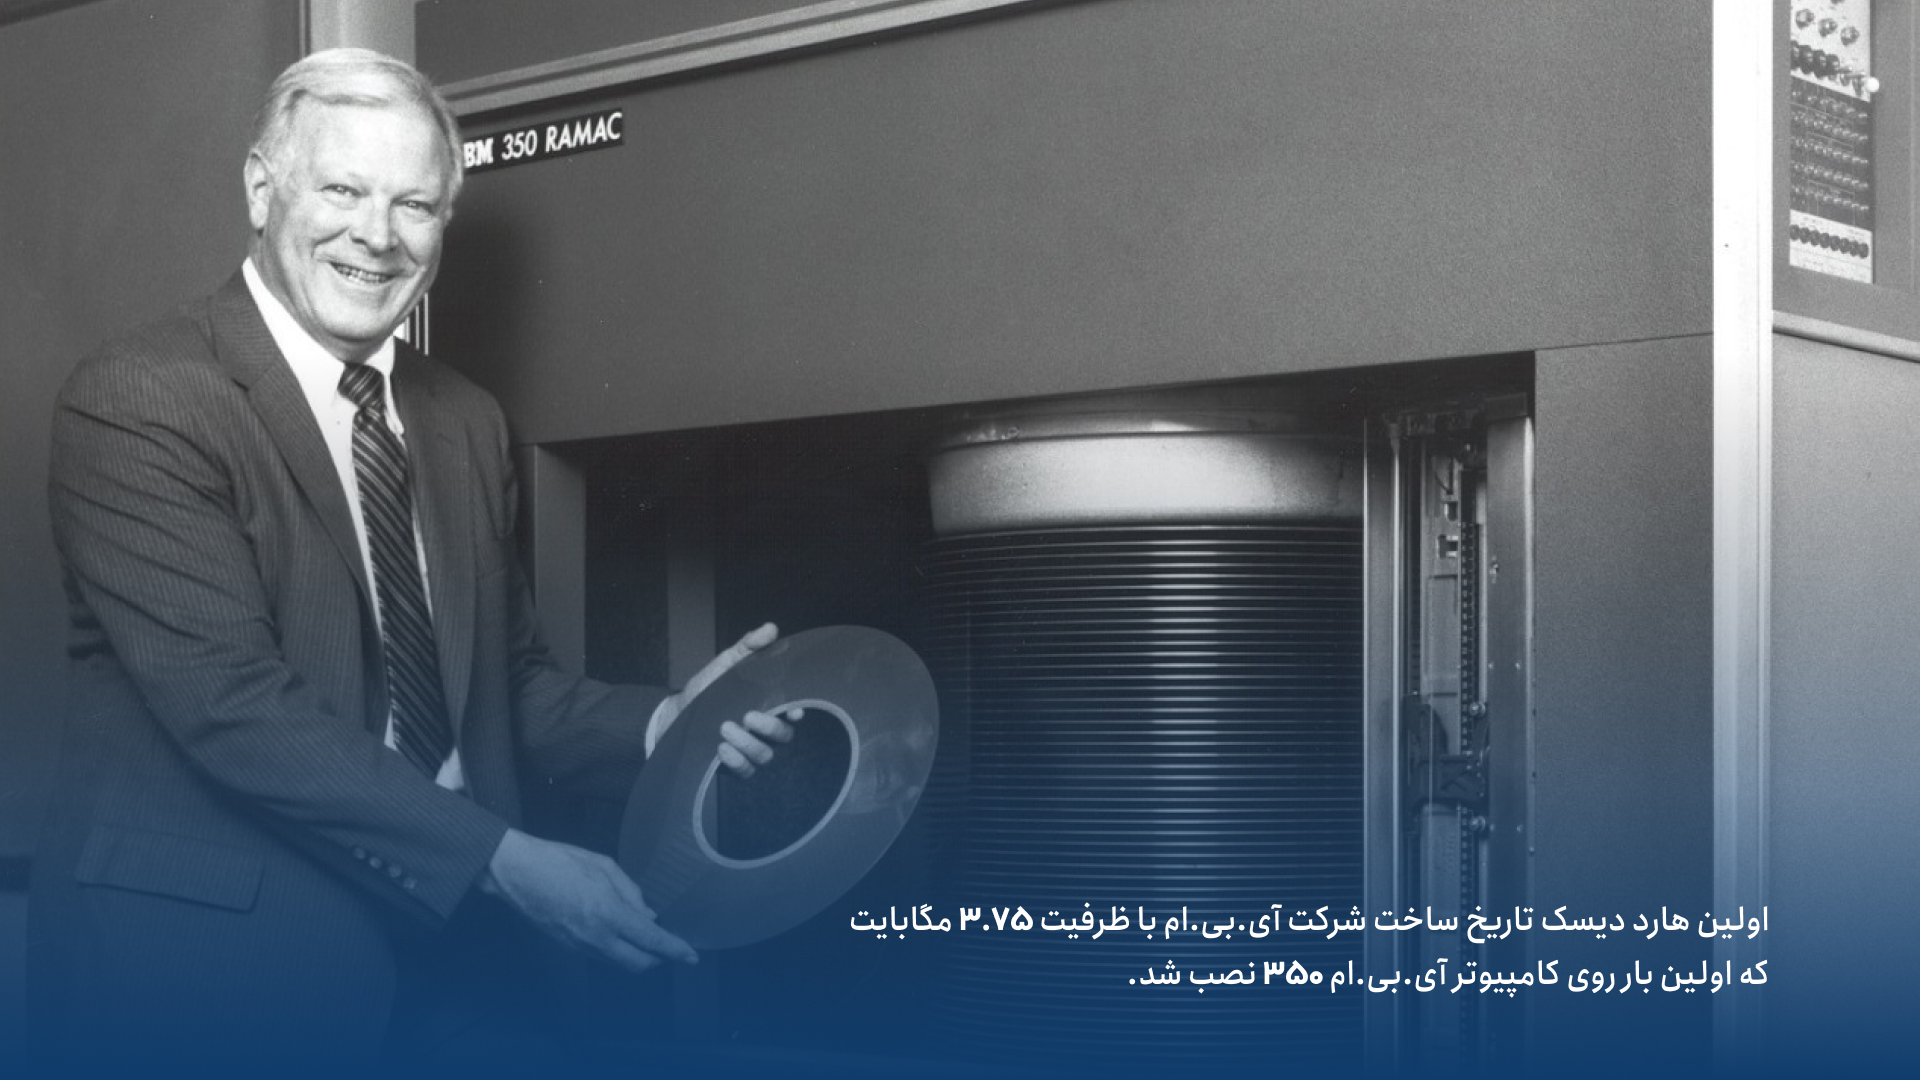 BM 350 RAMAC
اولین هارد دیسک تاریخ ساخت شرکت آی.بی.ام با ظرفیت ۳.۷۵ مگابایت
که اولین بار روی کامپیوتر آی.بی.ام ۳۵۰ نصب شد.